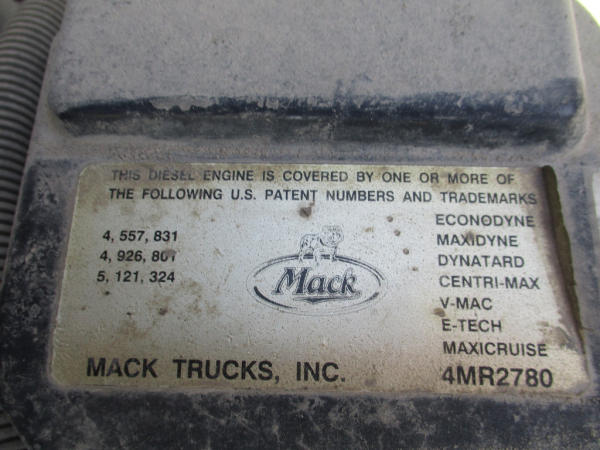 THIS DIESEL ENGINE IS COVERED BY ONE OR MORE OF
THE FOLLOWING U.S. PATENT NUMBERS AND TRADEMARKS
4, 557, 831
4, 926, 801
5, 121, 324
Mack
ECONODYNE
MAXIDYNE
DYNATARD
CENTRI-MAX
V-MAC
E-TECH
MAXICRUISE
MACK TRUCKS, INC.
4MR2780